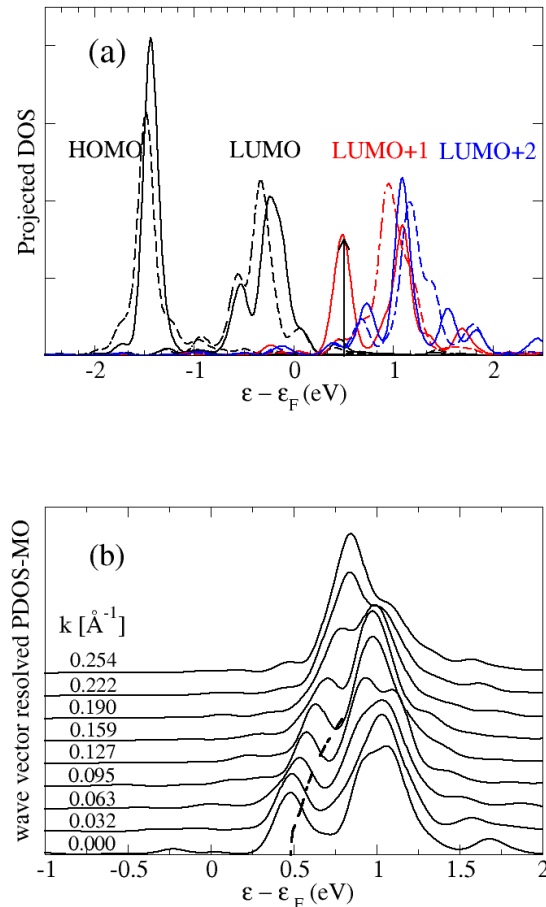 (a)
Projected DOS
HOMO
LUMO
LUMO+1
LUMO+2
-2
-1
0
1
2
ε − ε_F (eV)
(b)
wave vector resolved PDOS-MO
k [Å⁻¹]
0.254
0.222
0.190
0.159
0.127
0.095
0.063
0.032
0.000
-1
-0.5
0
0.5
1
1.5
2
ε − ε_F (eV)